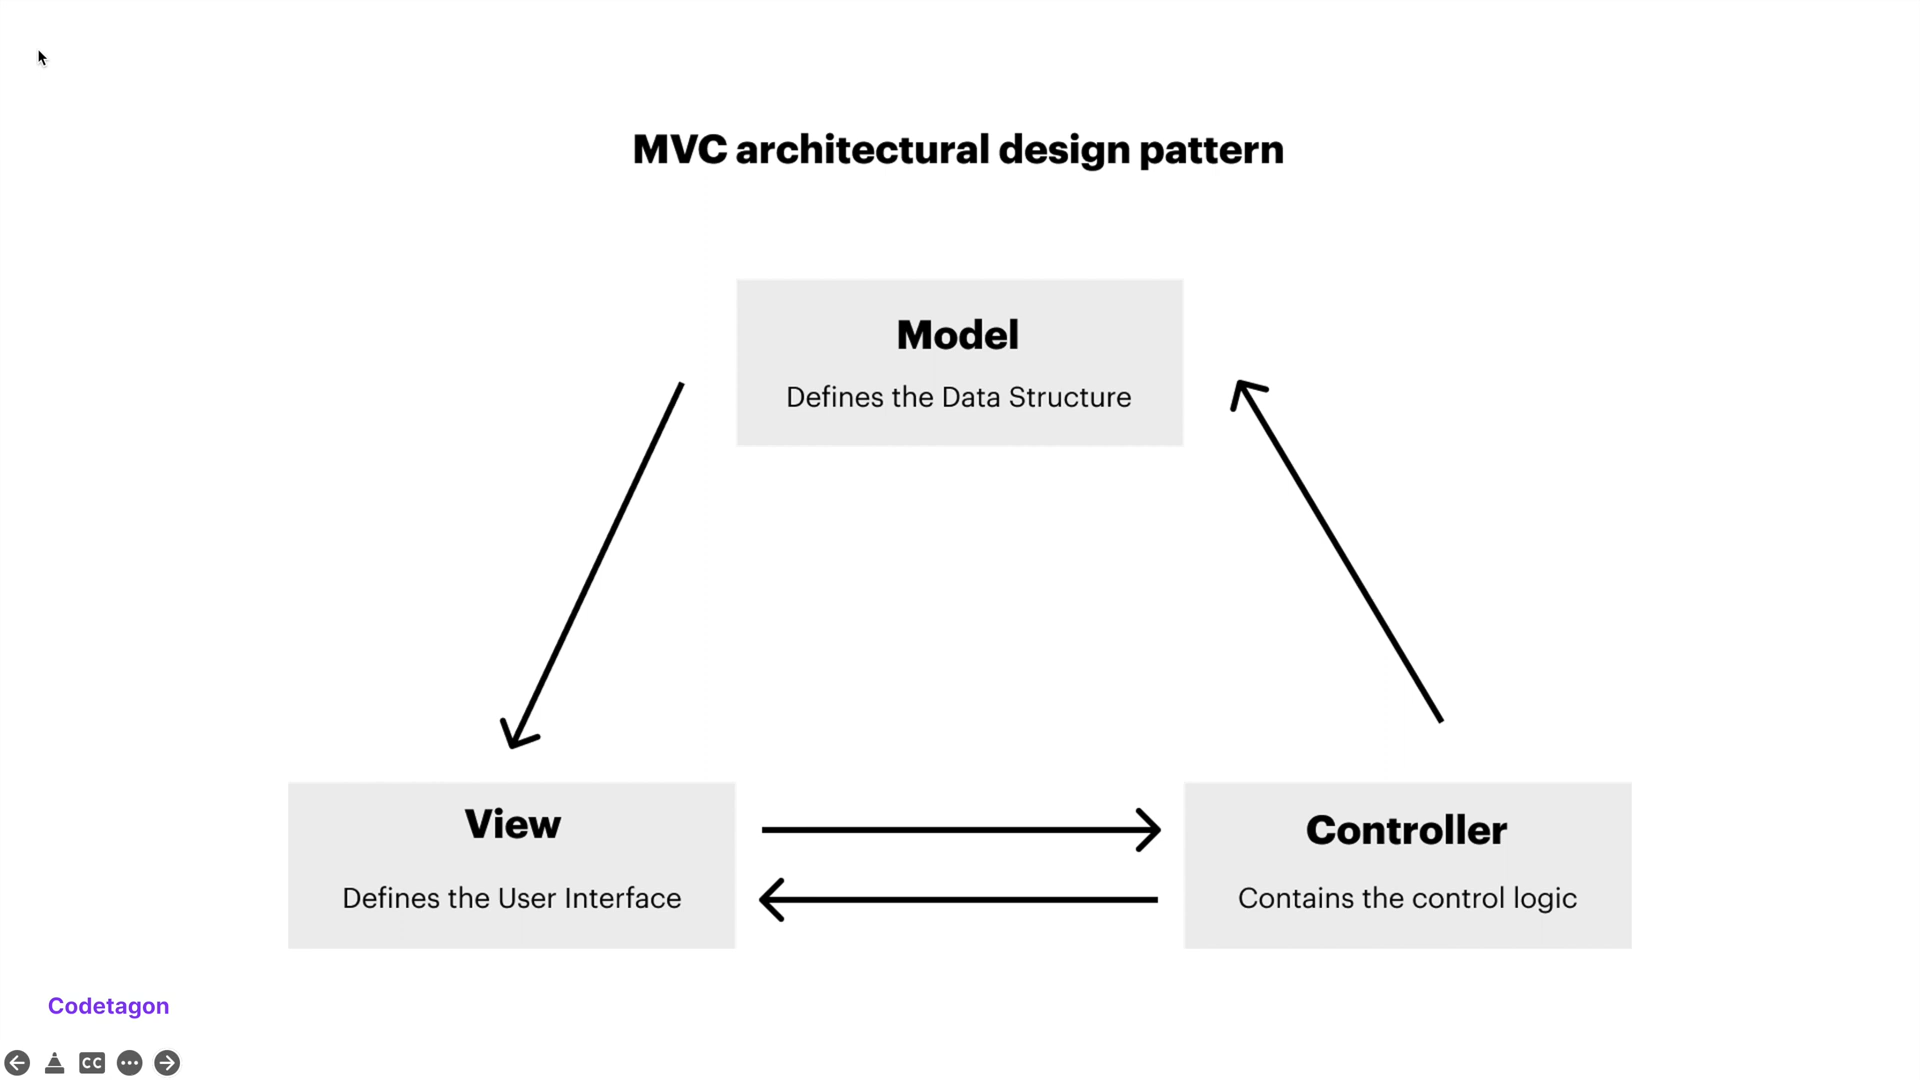 MVC architectural design pattern
Model
Defines the Data Structure
View
Defines the User Interface
Controller
Contains the control logic
Codetagon
CC